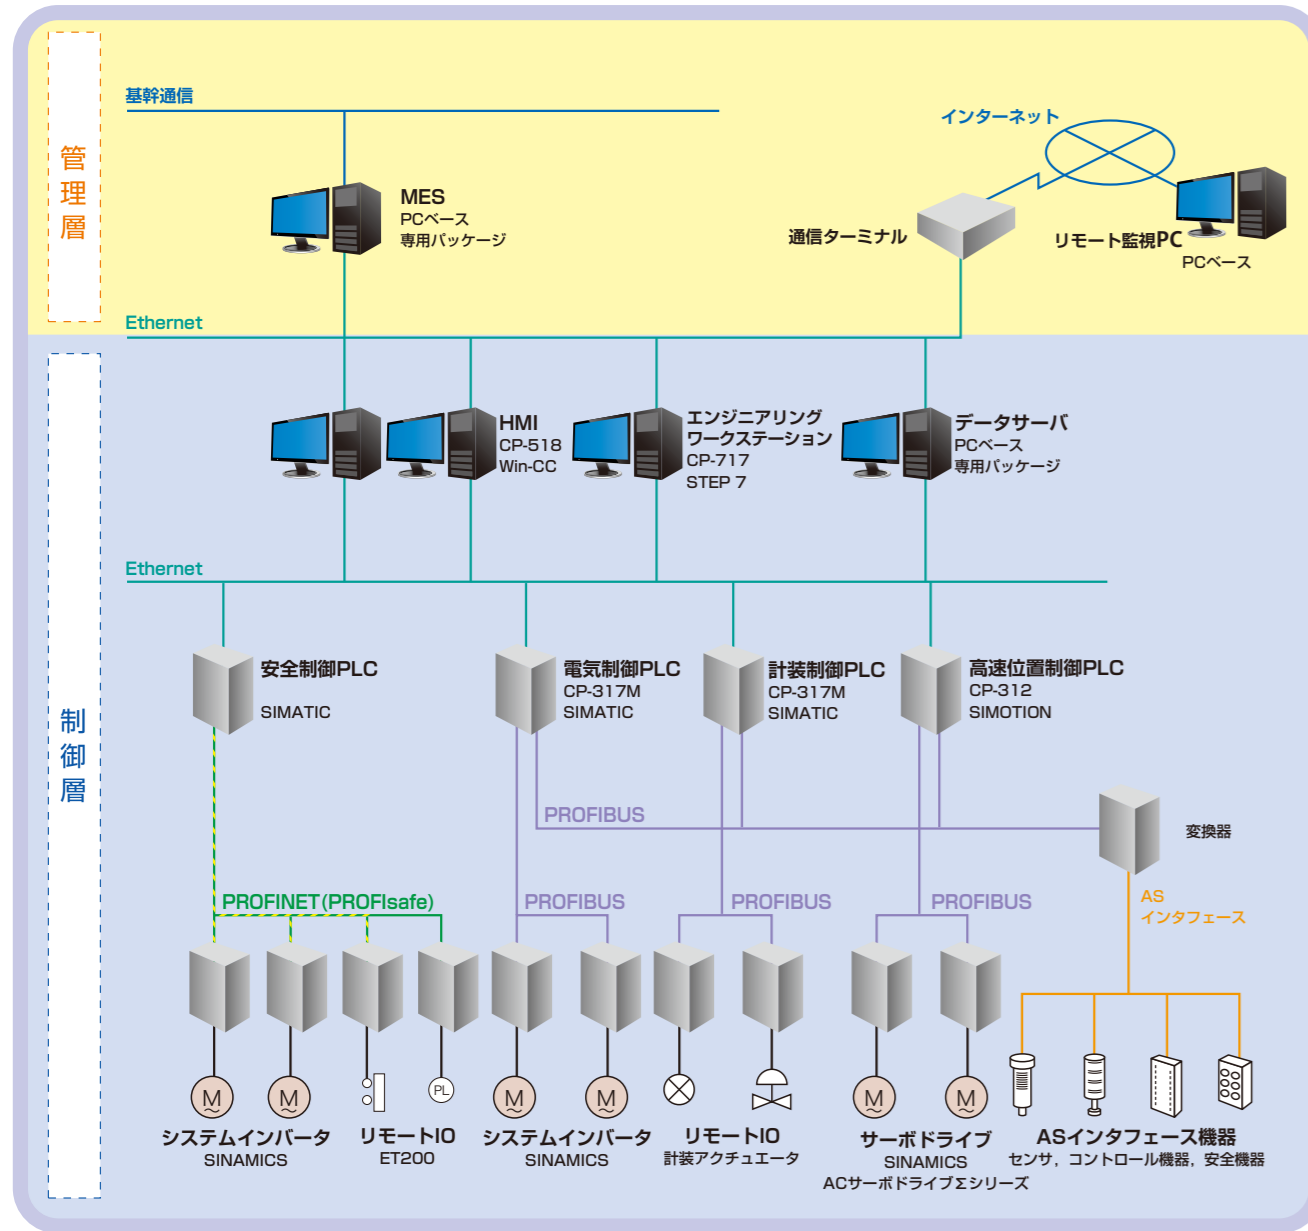 管理層
基幹通信
インターネット
MES
PCベース
専用パッケージ
通信ターミナル
リモート監視PC
PCベース
Ethernet
制御層
HMI
CP-518
Win-CC
エンジニアリング
ワークステーション
CP-717
STEP 7
データサーバ
PCベース
専用パッケージ
Ethernet
安全制御PLC
SIMATIC
電気制御PLC
CP-317M
SIMATIC
計装制御PLC
CP-317M
SIMATIC
高速位置制御PLC
CP-312
SIMOTION
PROFIBUS
変換器
PROFINET(PROFIsafe)
PROFIBUS
PROFIBUS
PROFIBUS
AS
インタフェース
M
M
PL
M
M
M
M
システムインバータ
SINAMICS
リモートIO
ET200
システムインバータ
SINAMICS
リモートIO
計装アクチュエータ
サーボドライブ
SINAMICS
ACサーボドライブΣシリーズ
ASインタフェース機器
センサ，コントロール機器，安全機器